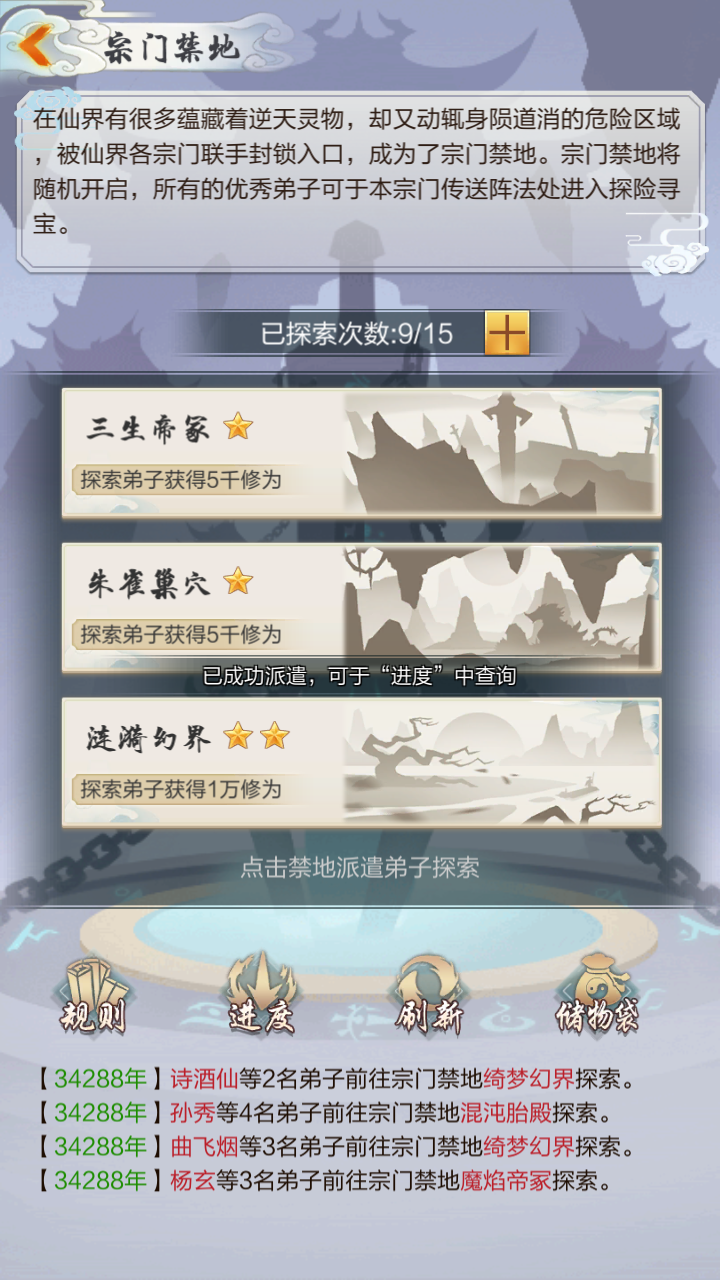 宗门禁地
在仙界有很多蕴藏着逆天灵物，却又动辄身陨道消的危险区域
，被仙界各宗门联手封锁入口，成为了宗门禁地。宗门禁地将
随机开启，所有的优秀弟子可于本宗门传送阵法处进入探险寻
宝。
已探索次数:9/15
三生帝冢
探索弟子获得5千修为
朱雀巢穴
探索弟子获得5千修为
已成功派遣，可于“进度”中查询
涟漪幻界
探索弟子获得1万修为
点击禁地派遣弟子探索
规则 进度 刷新 储物袋
【34288年】诗酒仙等2名弟子前往宗门禁地绮梦幻界探索。
【34288年】孙秀等4名弟子前往宗门禁地混沌胎殿探索。
【34288年】曲飞烟等3名弟子前往宗门禁地绮梦幻界探索。
【34288年】杨玄等3名弟子前往宗门禁地魔焰帝冢探索。